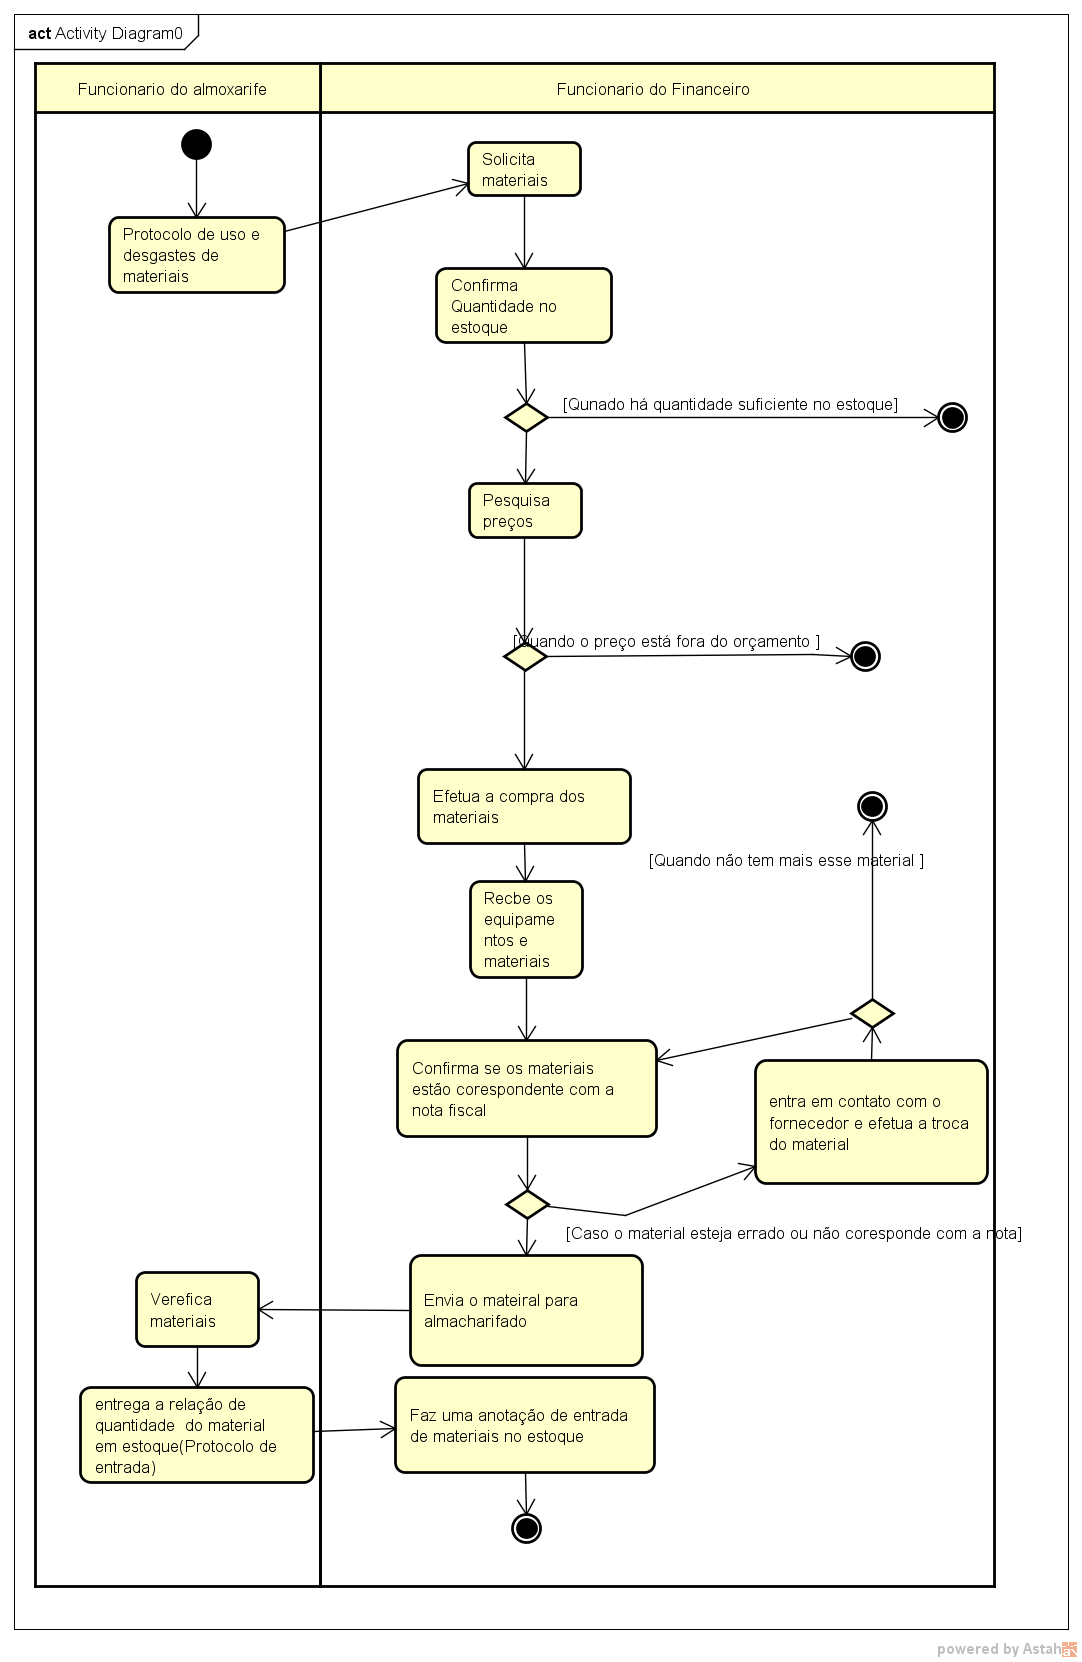 act Activity Diagram0
Funcionario do almoxarife
Funcionario do Financeiro
Solicita
materiais
Protocolo de uso e
desgastes de
materiais
Confirma
Quantidade no
estoque
[Qunado há quantidade suficiente no estoque]
Pesquisa
preços
[Quando o preço está fora do orçamento ]
Efetua a compra dos
materiais
[Quando não tem mais esse material ]
Recbe os
equipame
ntos e
materiais
Confirma se os materiais
estão corespondente com a
nota fiscal
entra em contato com o
fornecedor e efetua a troca
do material
[Caso o material esteja errado ou não coresponde com a nota]
Envia o mateiral para
almacharifado
Verefica
materiais
entrega a relação de
quantidade  do material
em estoque(Protocolo de
entrada)
Faz uma anotação de entrada
de materiais no estoque
powered by Astah